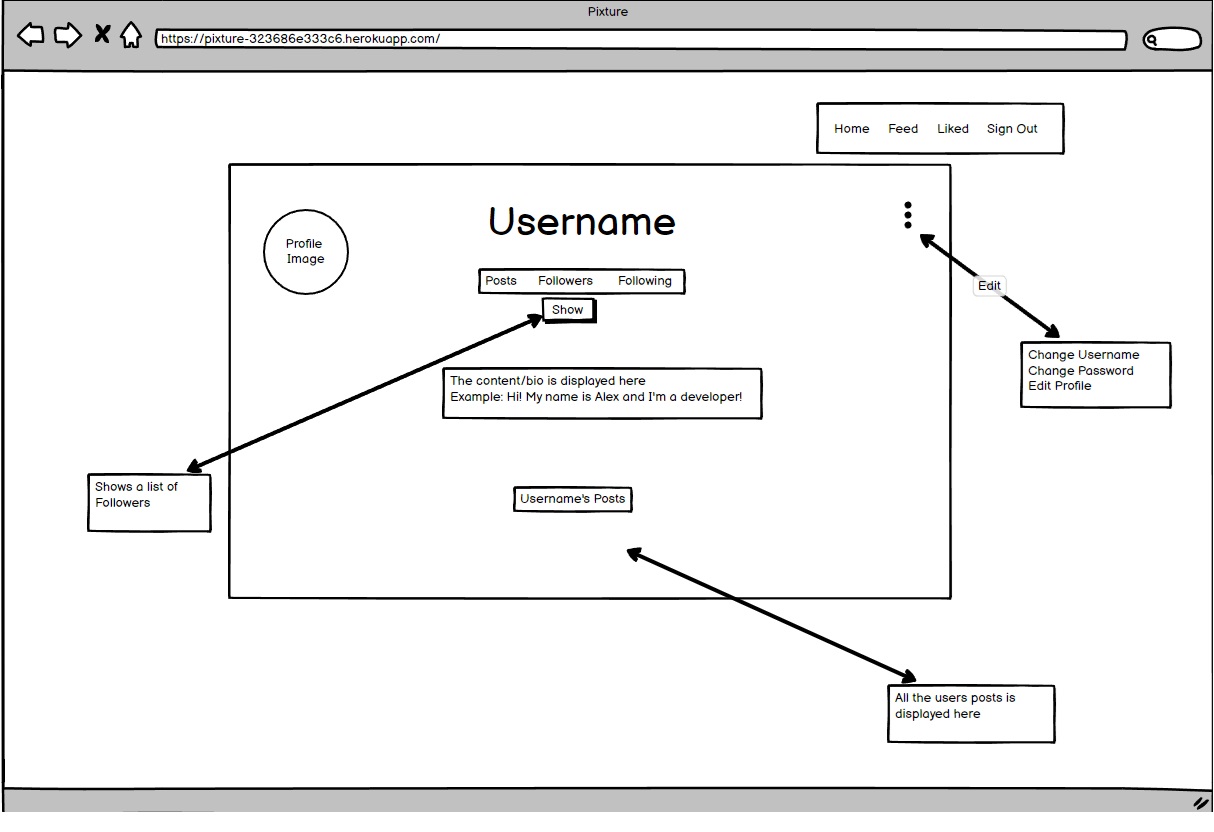 Pixture
https://pixture-323686e333c6.herokuapp.com/
Home Feed Liked Sign Out
Username
Profile
Image
Posts Followers Following
Edit
Show
Change Username
Change Password
Edit Profile
The content/bio is displayed here
Example: Hi! My name is Alex and I'm a developer!
Shows a list of
Followers
Username's Posts
All the users posts is
displayed here